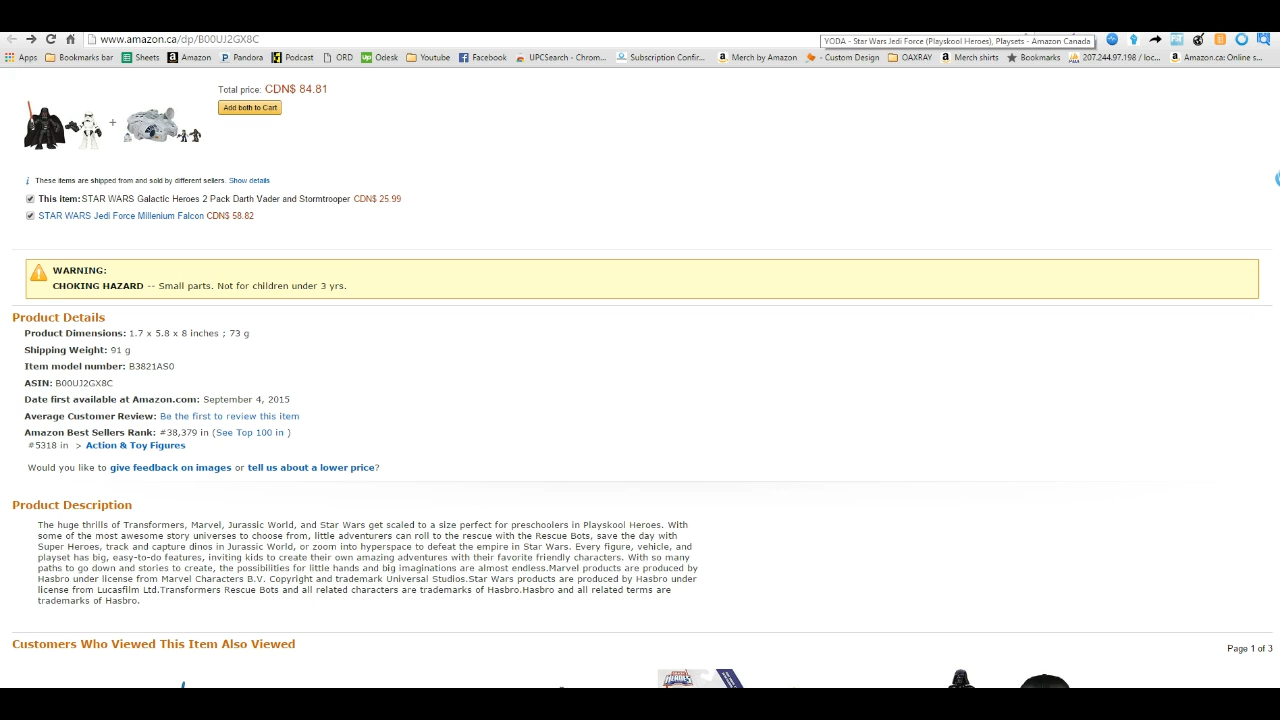 www.amazon.ca/dp/B00UJ2GX8C
YODA - Star Wars Jedi Force (Playskool Heroes), Playsets - Amazon Canada
Apps Bookmarks bar Sheets Amazon Pandora Podcast ORD Odesk Youtube Facebook UPCSearch - Chrom... Subscription Confir... Merch by Amazon - Custom Design OAXRAY Merch shirts Bookmarks 207.244.97.198 / loc... Amazon.ca: Online s...
Total price: CDN$ 84.81
Add both to Cart
+
These items are shipped from and sold by different sellers. Show details
This item: STAR WARS Galactic Heroes 2 Pack Darth Vader and Stormtrooper CDN$ 25.99
STAR WARS Jedi Force Millenium Falcon CDN$ 58.82
WARNING:
CHOKING HAZARD -- Small parts. Not for children under 3 yrs.
Product Details
Product Dimensions: 1.7 x 5.8 x 8 inches ; 73 g
Shipping Weight: 91 g
Item model number: B3821AS0
ASIN: B00UJ2GX8C
Date first available at Amazon.com: September 4, 2015
Average Customer Review: Be the first to review this item
Amazon Best Sellers Rank: #38,379 in (See Top 100 in )
#5318 in > Action & Toy Figures
Would you like to give feedback on images or tell us about a lower price?
Product Description
The huge thrills of Transformers, Marvel, Jurassic World, and Star Wars get scaled to a size perfect for preschoolers in Playskool Heroes. With
some of the most awesome story universes to choose from, little adventurers can roll to the rescue with the Rescue Bots, save the day with
Super Heroes, track and capture dinos in Jurassic World, or zoom into hyperspace to defeat the empire in Star Wars. Every figure, vehicle, and
playset has big, easy-to-do features, inviting kids to create their own amazing adventures with their favorite friendly characters. With so many
paths to go down and stories to create, the possibilities for little hands and big imaginations are almost endless.Marvel products are produced by
Hasbro under license from Marvel Characters B.V. Copyright and trademark Universal Studios.Star Wars products are produced by Hasbro under
license from Lucasfilm Ltd.Transformers Rescue Bots and all related characters are trademarks of Hasbro.Hasbro and all related terms are
trademarks of Hasbro.
Customers Who Viewed This Item Also Viewed
Page 1 of 3
HEROES